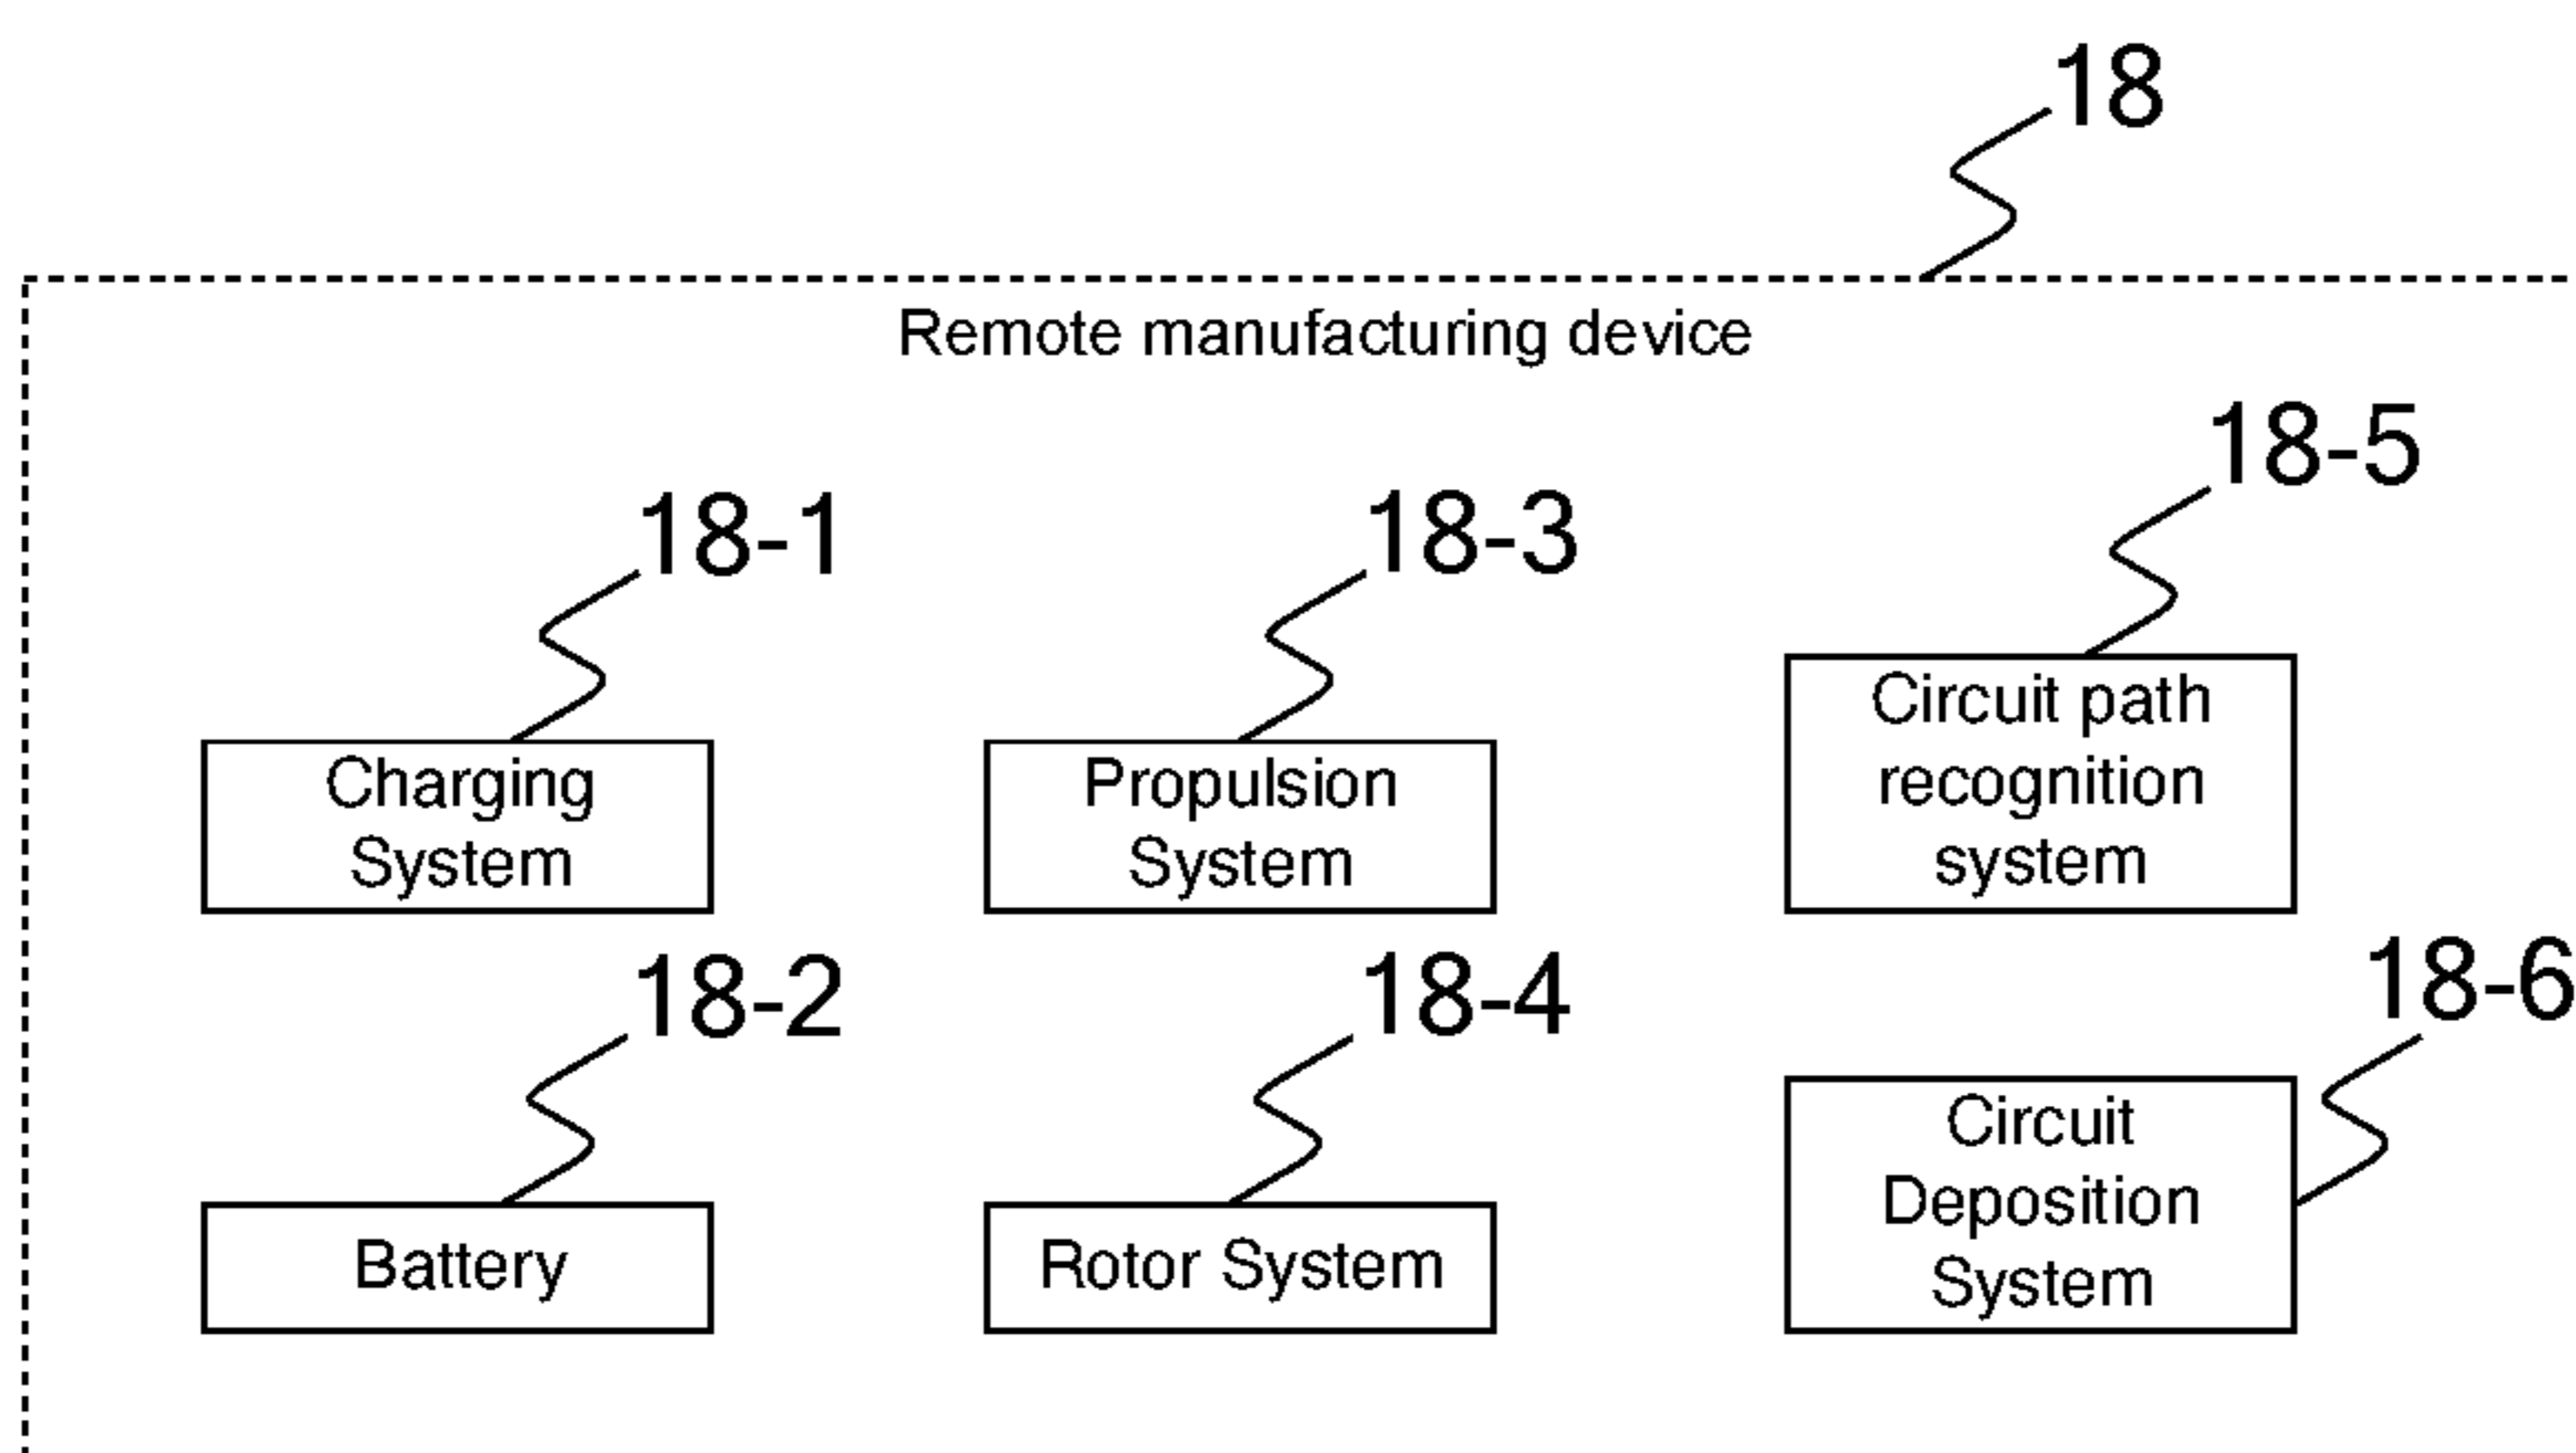 18
Remote manufacturing device
18-1
18-3
18-5
Charging
System
Propulsion
System
Circuit path
recognition
system
18-2
18-4
18-6
Battery
Rotor System
Circuit
Deposition
System